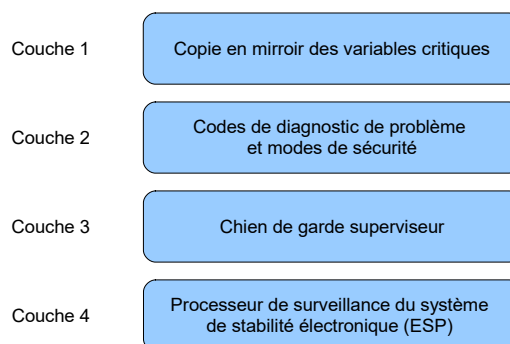 Couche 1
Copie en mirroir des variables critiques
Couche 2
Codes de diagnostic de problème
et modes de sécurité
Couche 3
Chien de garde superviseur
Couche 4
Processeur de surveillance du système
de stabilité électronique (ESP)